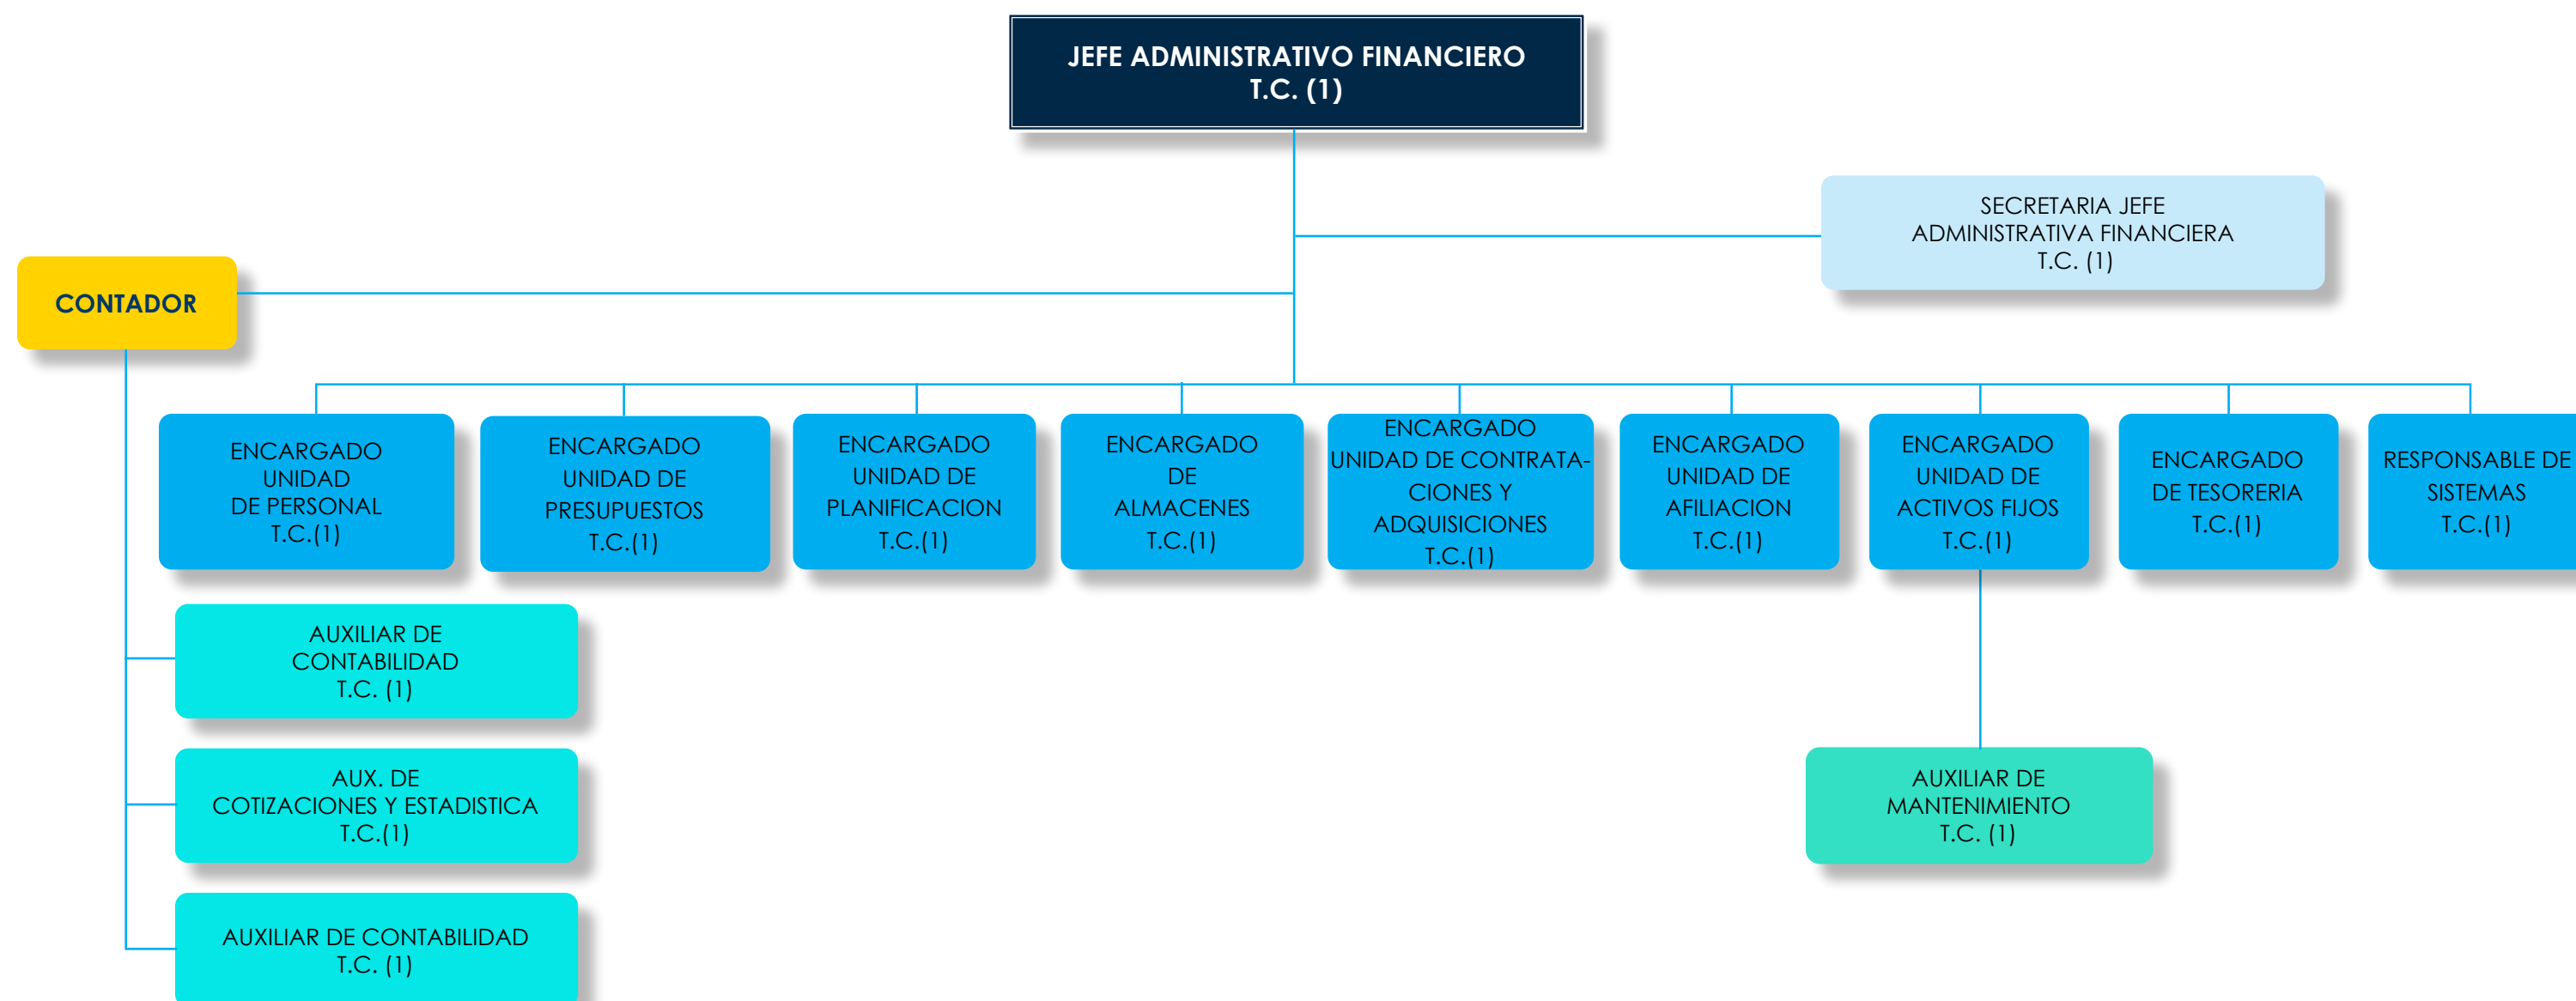 JEFE ADMINISTRATIVO FINANCIERO
T.C. (1)
SECRETARIA JEFE
ADMINISTRATIVA FINANCIERA
T.C. (1)
CONTADOR
ENCARGADO
UNIDAD
DE PERSONAL
T.C.(1)
ENCARGADO
UNIDAD DE
PRESUPUESTOS
T.C.(1)
ENCARGADO
UNIDAD DE
PLANIFICACION
T.C.(1)
ENCARGADO
DE
ALMACENES
T.C.(1)
ENCARGADO
UNIDAD DE CONTRATA-
CIONES Y
ADQUISICIONES
T.C.(1)
ENCARGADO
UNIDAD DE
AFILIACION
T.C.(1)
ENCARGADO
UNIDAD DE
ACTIVOS FIJOS
T.C.(1)
ENCARGADO
DE TESORERIA
T.C.(1)
RESPONSABLE DE
SISTEMAS
T.C.(1)
AUXILIAR DE
CONTABILIDAD
T.C. (1)
AUX. DE
COTIZACIONES Y ESTADISTICA
T.C.(1)
AUXILIAR DE
MANTENIMIENTO
T.C. (1)
AUXILIAR DE CONTABILIDAD
T.C. (1)